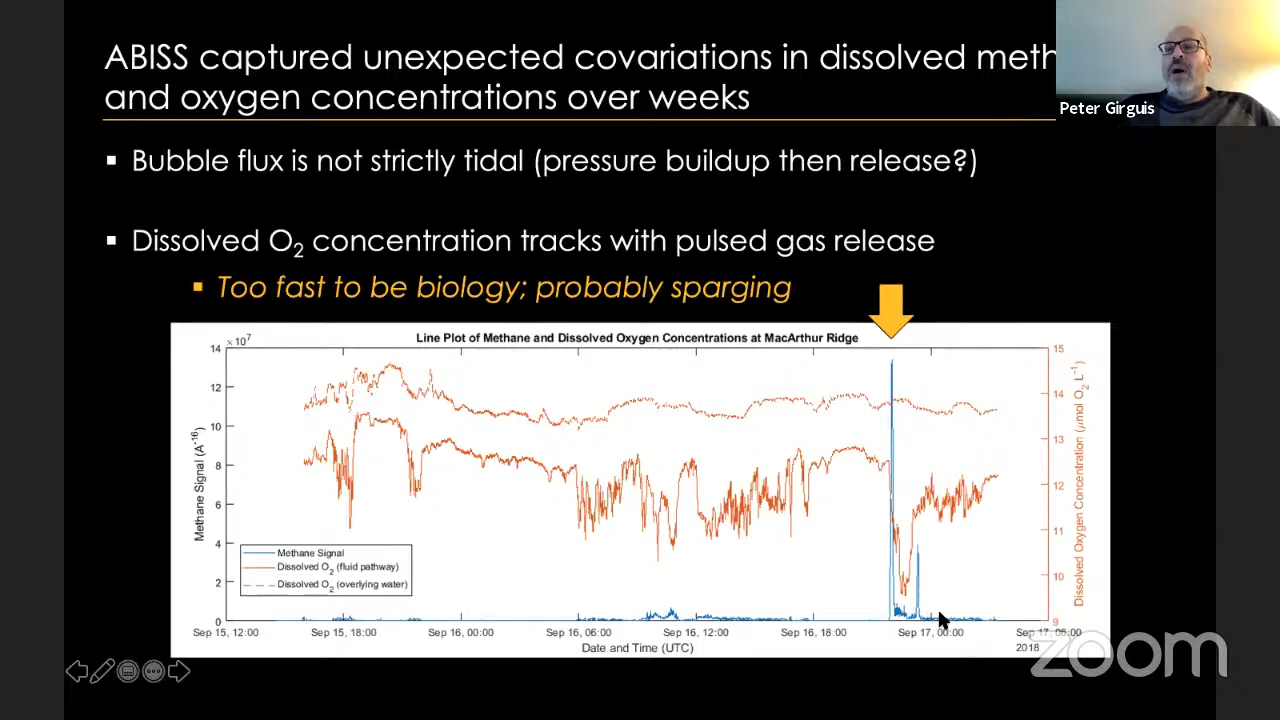 ABISS captured unexpected covariations in dissolved meth
and oxygen concentrations over weeks
Peter Girguis
▪ Bubble flux is not strictly tidal (pressure buildup then release?)
▪ Dissolved O₂ concentration tracks with pulsed gas release
▪ Too fast to be biology; probably sparging
Line Plot of Methane and Dissolved Oxygen Concentrations at MacArthur Ridge
×10⁷
14
12
10
8
6
4
2
0
Methane Signal (A⁻¹⁶)
15
14
13
12
11
10
9
Dissolved Oxygen Concentration (μmol O₂ L⁻¹)
Methane Signal
Dissolved O₂ (fluid pathway)
Dissolved O₂ (overlying water)
Sep 15, 12:00 Sep 15, 18:00 Sep 16, 00:00 Sep 16, 06:00 Sep 16, 12:00 Sep 16, 18:00 Sep 17, 00:00 Sep 17, 06:00
Date and Time (UTC)
2018
zoom